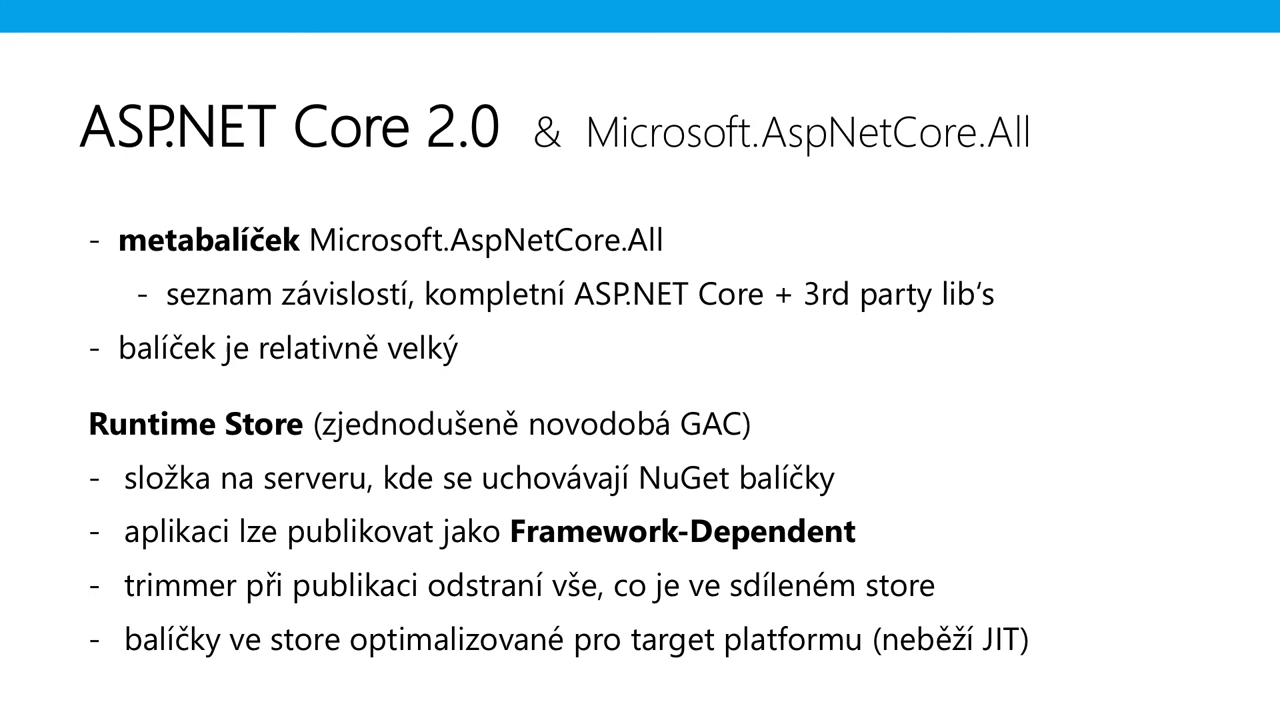 ASP.NET Core 2.0 & Microsoft.AspNetCore.All
- metabalíček Microsoft.AspNetCore.All
- seznam závislostí, kompletní ASP.NET Core + 3rd party lib‘s
- balíček je relativně velký
Runtime Store (zjednodušeně novodobá GAC)
- složka na serveru, kde se uchovávají NuGet balíčky
- aplikaci lze publikovat jako Framework-Dependent
- trimmer při publikaci odstraní vše, co je ve sdíleném store
- balíčky ve store optimalizované pro target platformu (neběží JIT)